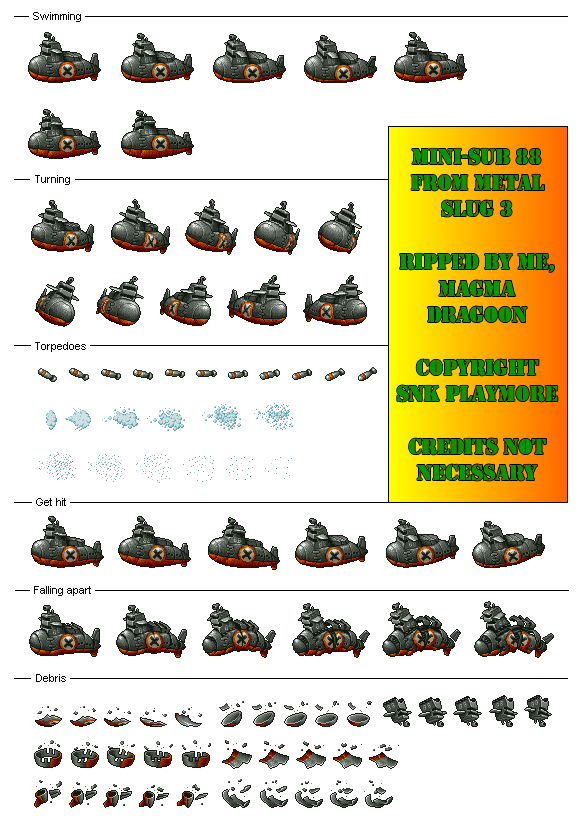 Swimming
MINI-SUB 88
FROM METAL
SLUG 3
RIPPED BY ME,
MAGMA
DRAGOON
COPYRIGHT
SNK PLAYMORE
CREDITS NOT
NECESSARY
Turning
Torpedoes
Get hit
Falling apart
Debris